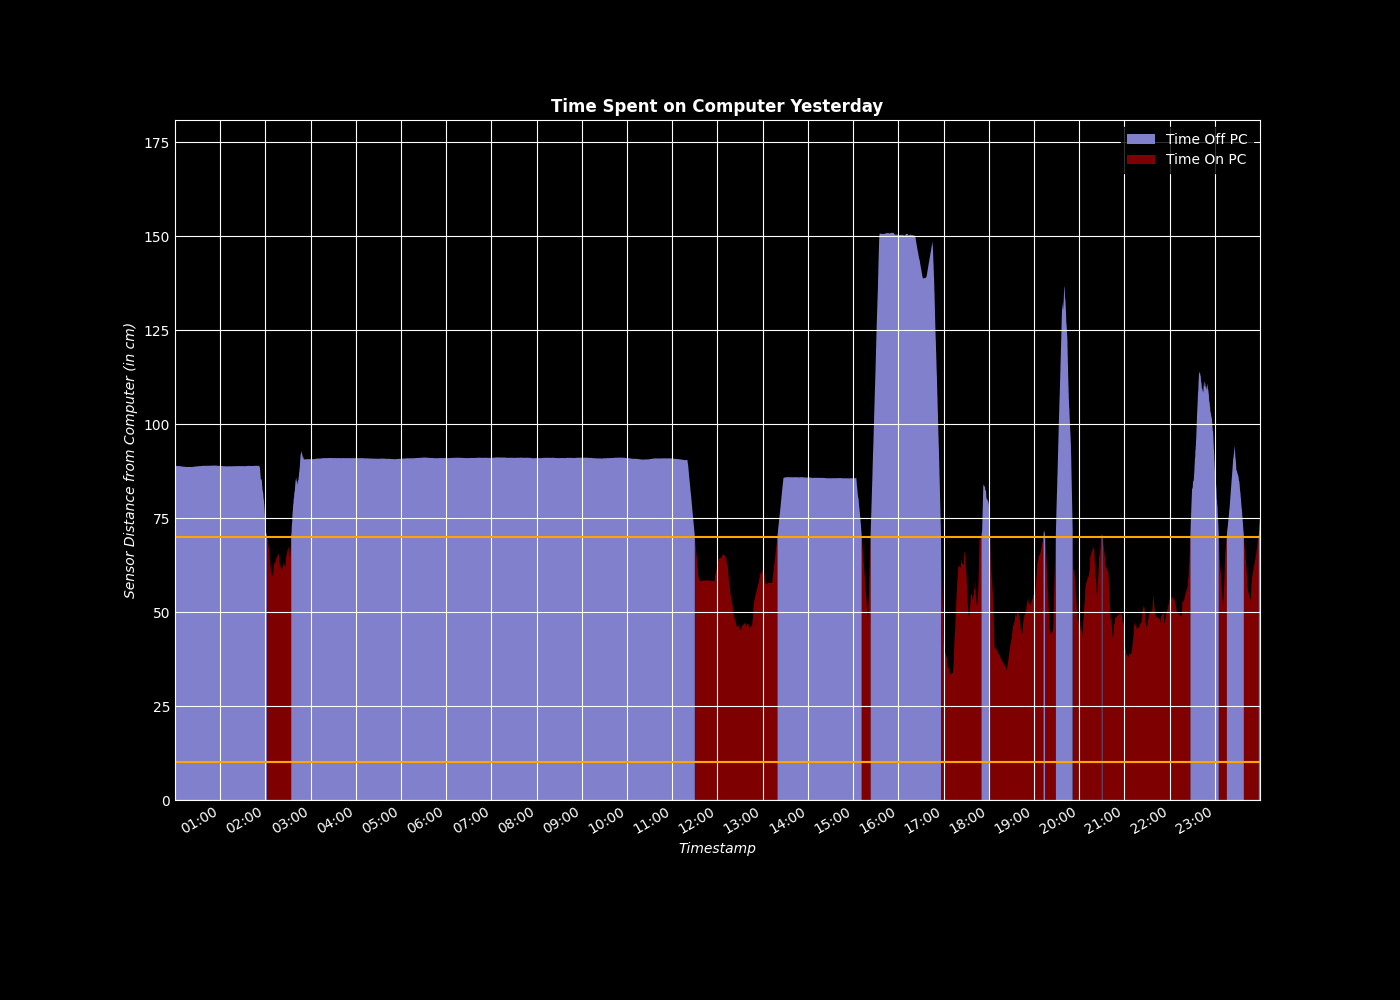 Time Spent on Computer Yesterday
Time Off PC
Time On PC
175
150
125
100
75
50
25
0
Sensor Distance from Computer (in cm)
01:00 02:00 03:00 04:00 05:00 06:00 07:00 08:00 09:00 10:00 11:00 12:00 13:00 14:00 15:00 16:00 17:00 18:00 19:00 20:00 21:00 22:00 23:00
Timestamp